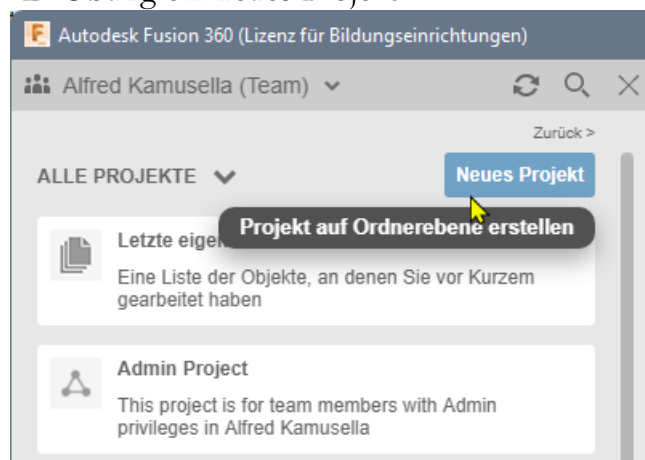 Autodesk Fusion 360 (Lizenz für Bildungseinrichtungen)
Alfred Kamusella (Team)
Zurück >
ALLE PROJEKTE
Neues Projekt
Projekt auf Ordnerebene erstellen
Letzte eigen
Eine Liste der Objekte, an denen Sie vor Kurzem
gearbeitet haben
Admin Project
This project is for team members with Admin
privileges in Alfred Kamusella